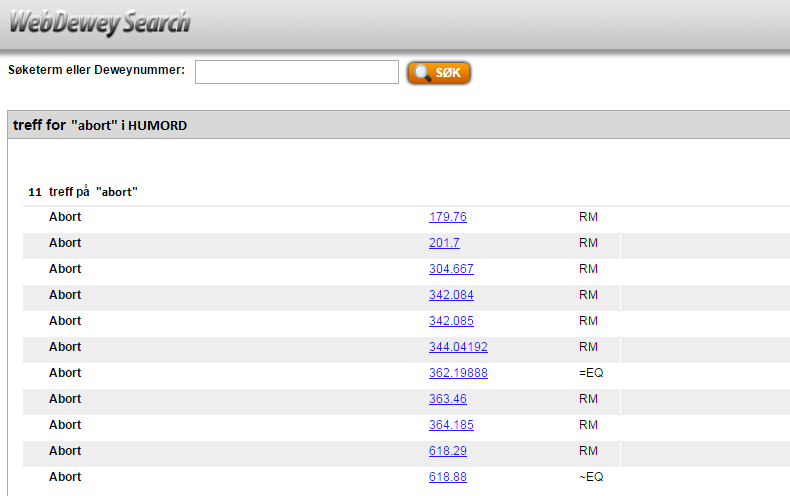 WebDewey Search
Søketerm eller Deweynummer: SØK
treff for "abort" i HUMORD
11 treff på "abort"
Abort 179.76 RM
Abort 201.7 RM
Abort 304.667 RM
Abort 342.084 RM
Abort 342.085 RM
Abort 344.04192 RM
Abort 362.19888 =EQ
Abort 363.46 RM
Abort 364.185 RM
Abort 618.29 RM
Abort 618.88 ~EQ